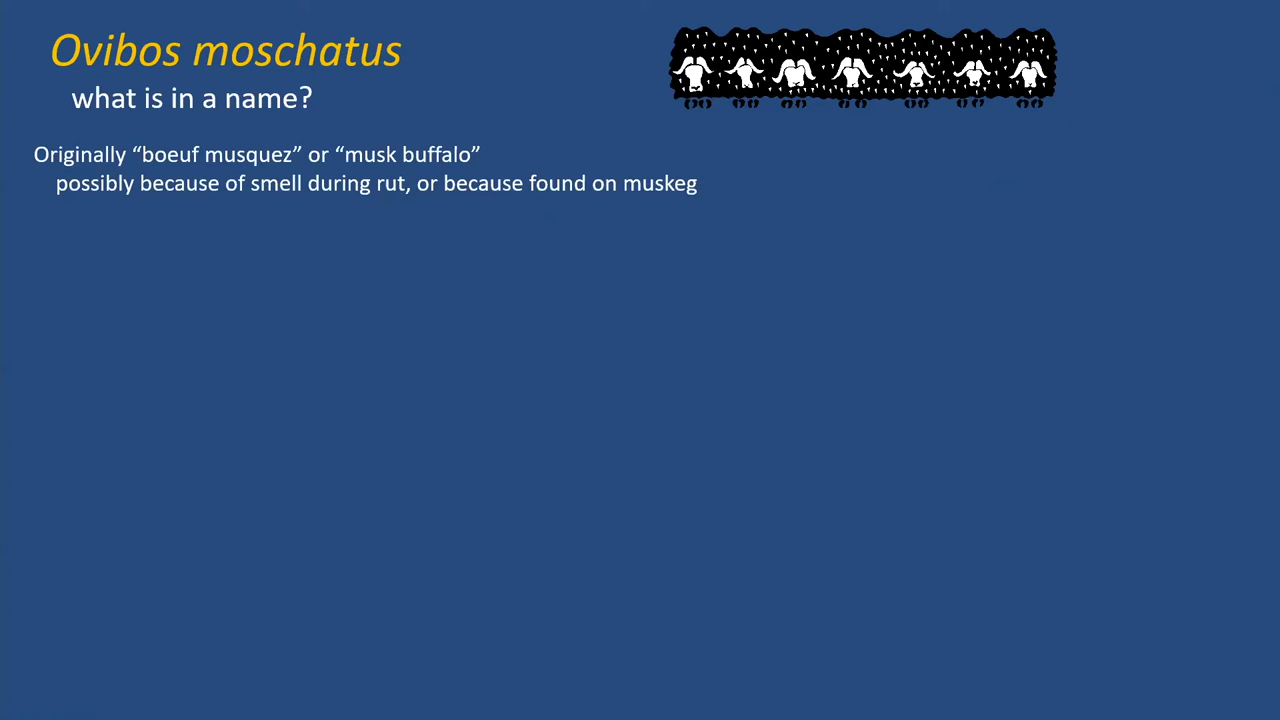 Ovibos moschatus
what is in a name?
Originally “boeuf musquez” or “musk buffalo”
possibly because of smell during rut, or because found on muskeg